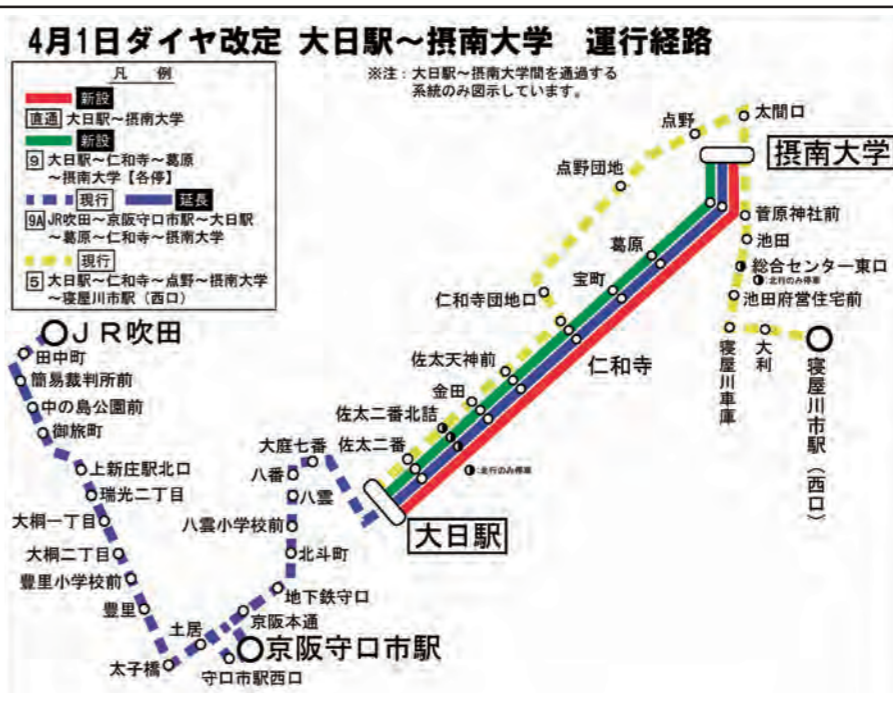 4月1日ダイヤ改定 大日駅～摂南大学　運行経路
凡　例
新設
直通 大日駅～摂南大学
新設
9 大日駅～仁和寺～葛原
～摂南大学【各停】
現行 延長
9A JR吹田～京阪守口市駅～大日駅
～葛原～仁和寺～摂南大学
現行
5 大日駅～仁和寺～点野～摂南大学
～寝屋川市駅（西口）
※注：大日駅～摂南大学間を通過する
系統のみ図示しています。
太間口
点野
摂南大学
点野団地
菅原神社前
葛原
池田
総合センター東口
:北行のみ停車
宝町
仁和寺団地口
池田府営住宅前
JR吹田
田中町
佐太天神前
仁和寺
寝屋川車庫
大利
寝屋川市駅（西口）
簡易裁判所前
金田
中の島公園前
佐太二番北詰
御旅町
大庭七番
佐太二番
上新庄駅北口
八番
:北行のみ停車
瑞光二丁目
八雲
大桐一丁目
八雲小学校前
大日駅
大桐二丁目
北斗町
豊里小学校前
地下鉄守口
豊里
京阪本通
土居
京阪守口市駅
太子橋
守口市駅西口